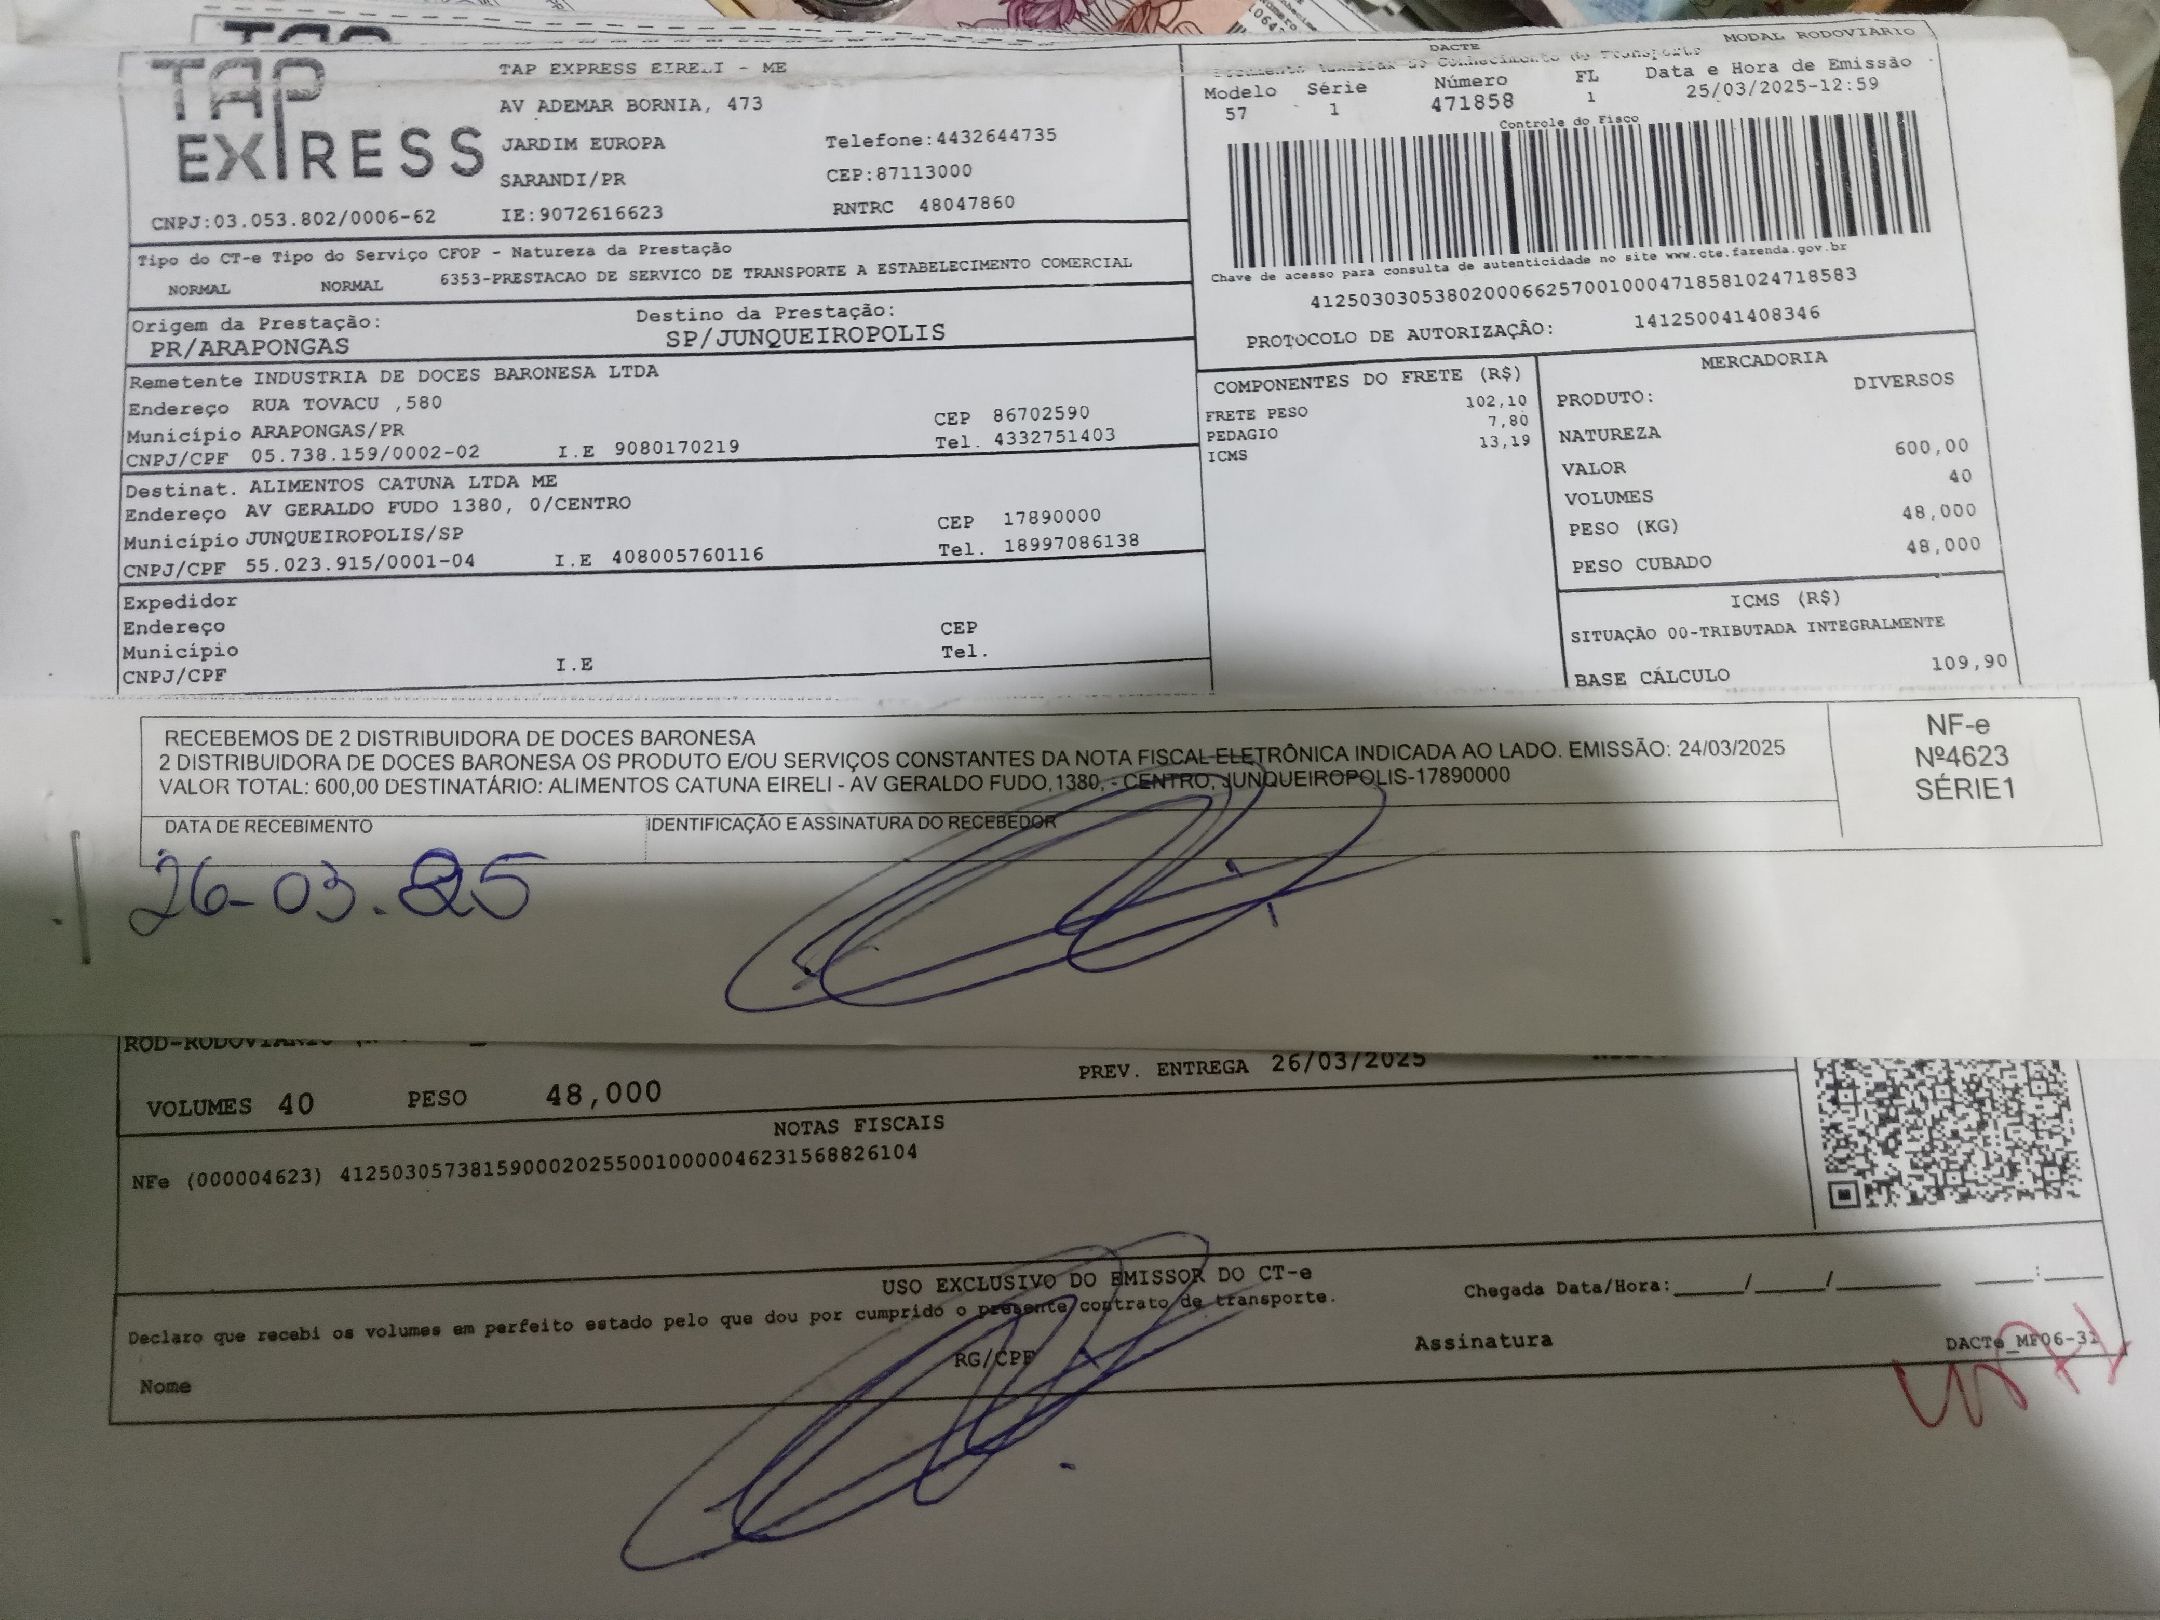 TAP
EXPRESS
TAP EXPRESS EIRELI - ME
AV ADEMAR BORNIA, 473
JARDIM EUROPA Telefone:4432644735
SARANDI/PR CEP:87113000
CNPJ:03.053.802/0006-62 IE:9072616623 RNTRC 48047860
DACTE MODAL RODOVIARIO
Modelo Série Número FL Data e Hora de Emissão
57 1 471858 1 25/03/2025-12:59
Controle do Fisco
Chave de acesso para consulta de autenticidade no site www.cte.fazenda.gov.br
41250303053802000662570010004718581024718583
PROTOCOLO DE AUTORIZAÇÃO: 141250041408346
Tipo do CT-e Tipo do Serviço CFOP - Natureza da Prestação
NORMAL NORMAL 6353-PRESTACAO DE SERVICO DE TRANSPORTE A ESTABELECIMENTO COMERCIAL
Origem da Prestação: Destino da Prestação:
PR/ARAPONGAS SP/JUNQUEIROPOLIS
Remetente INDUSTRIA DE DOCES BARONESA LTDA
Endereço RUA TOVACU ,580 CEP 86702590
Município ARAPONGAS/PR Tel. 4332751403
CNPJ/CPF 05.738.159/0002-02 I.E 9080170219
Destinat. ALIMENTOS CATUNA LTDA ME
Endereço AV GERALDO FUDO 1380, 0/CENTRO CEP 17890000
Município JUNQUEIROPOLIS/SP Tel. 18997086138
CNPJ/CPF 55.023.915/0001-04 I.E 408005760116
Expedidor
Endereço CEP
Município Tel.
CNPJ/CPF I.E
COMPONENTES DO FRETE (R$)
FRETE PESO 102,10
PEDAGIO 7,80
ICMS 13,19
MERCADORIA
PRODUTO: DIVERSOS
NATUREZA
VALOR 600,00
VOLUMES 40
PESO (KG) 48,000
PESO CUBADO 48,000
ICMS (R$)
SITUAÇÃO 00-TRIBUTADA INTEGRALMENTE
BASE CÁLCULO 109,90
RECEBEMOS DE 2 DISTRIBUIDORA DE DOCES BARONESA
2 DISTRIBUIDORA DE DOCES BARONESA OS PRODUTO E/OU SERVIÇOS CONSTANTES DA NOTA FISCAL ELETRÔNICA INDICADA AO LADO. EMISSÃO: 24/03/2025
VALOR TOTAL: 600,00 DESTINATÁRIO: ALIMENTOS CATUNA EIRELI - AV GERALDO FUDO,1380, - CENTRO, JUNQUEIROPOLIS-17890000
NF-e
Nº4623
SÉRIE1
DATA DE RECEBIMENTO IDENTIFICAÇÃO E ASSINATURA DO RECEBEDOR
26-03.25
ROD-RODOVIARIO
VOLUMES 40 PESO 48,000 PREV. ENTREGA 26/03/2025
NOTAS FISCAIS
NFe (000004623) 41250305738159000202550010000046231568826104
USO EXCLUSIVO DO EMISSOR DO CT-e
Declaro que recebi os volumes em perfeito estado pelo que dou por cumprido o presente contrato de transporte.
Chegada Data/Hora:____/____/______ ___:___
Nome RG/CPF Assinatura
DACTe_MF06-31